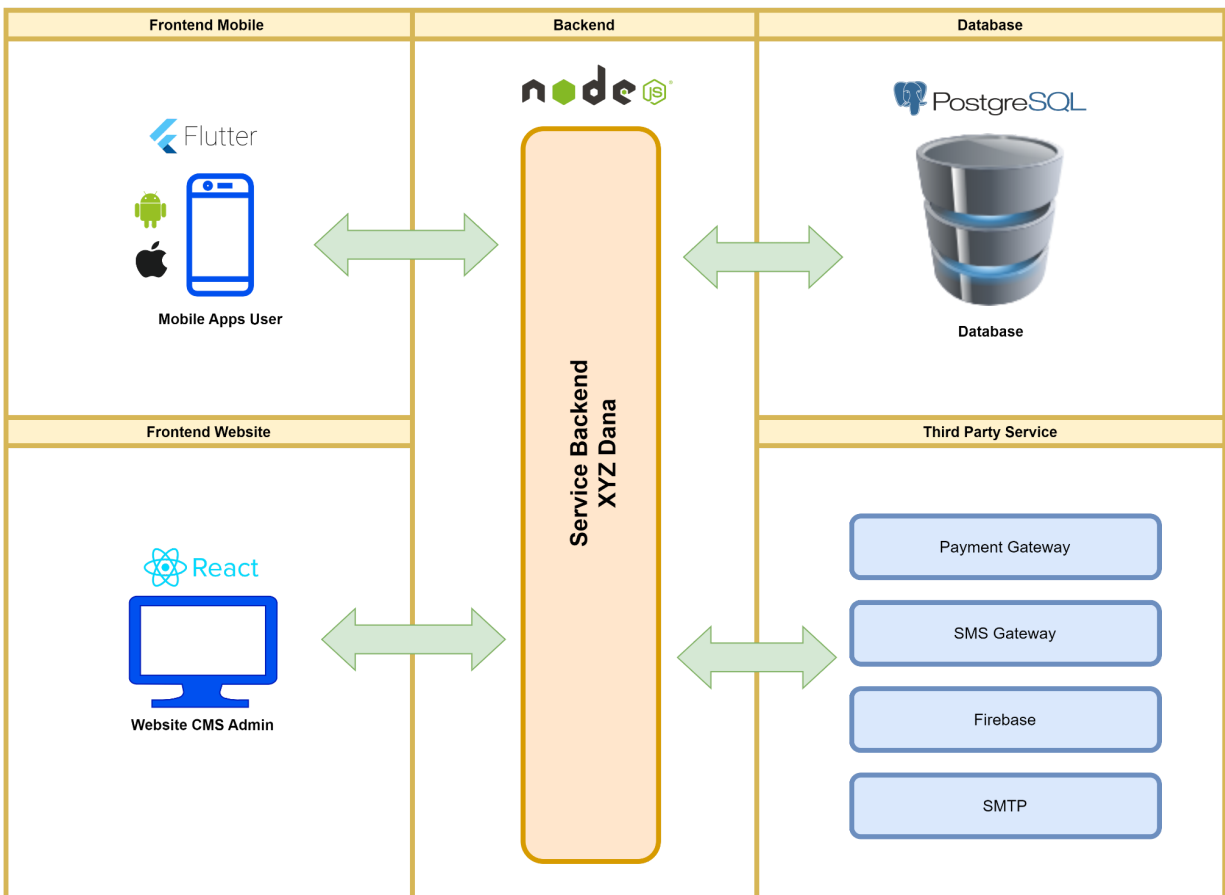 Frontend Mobile
Backend
Database
Flutter
Mobile Apps User
node
JS
Service Backend
XYZ Dana
PostgreSQL
Database
Frontend Website
React
Website CMS Admin
Third Party Service
Payment Gateway
SMS Gateway
Firebase
SMTP